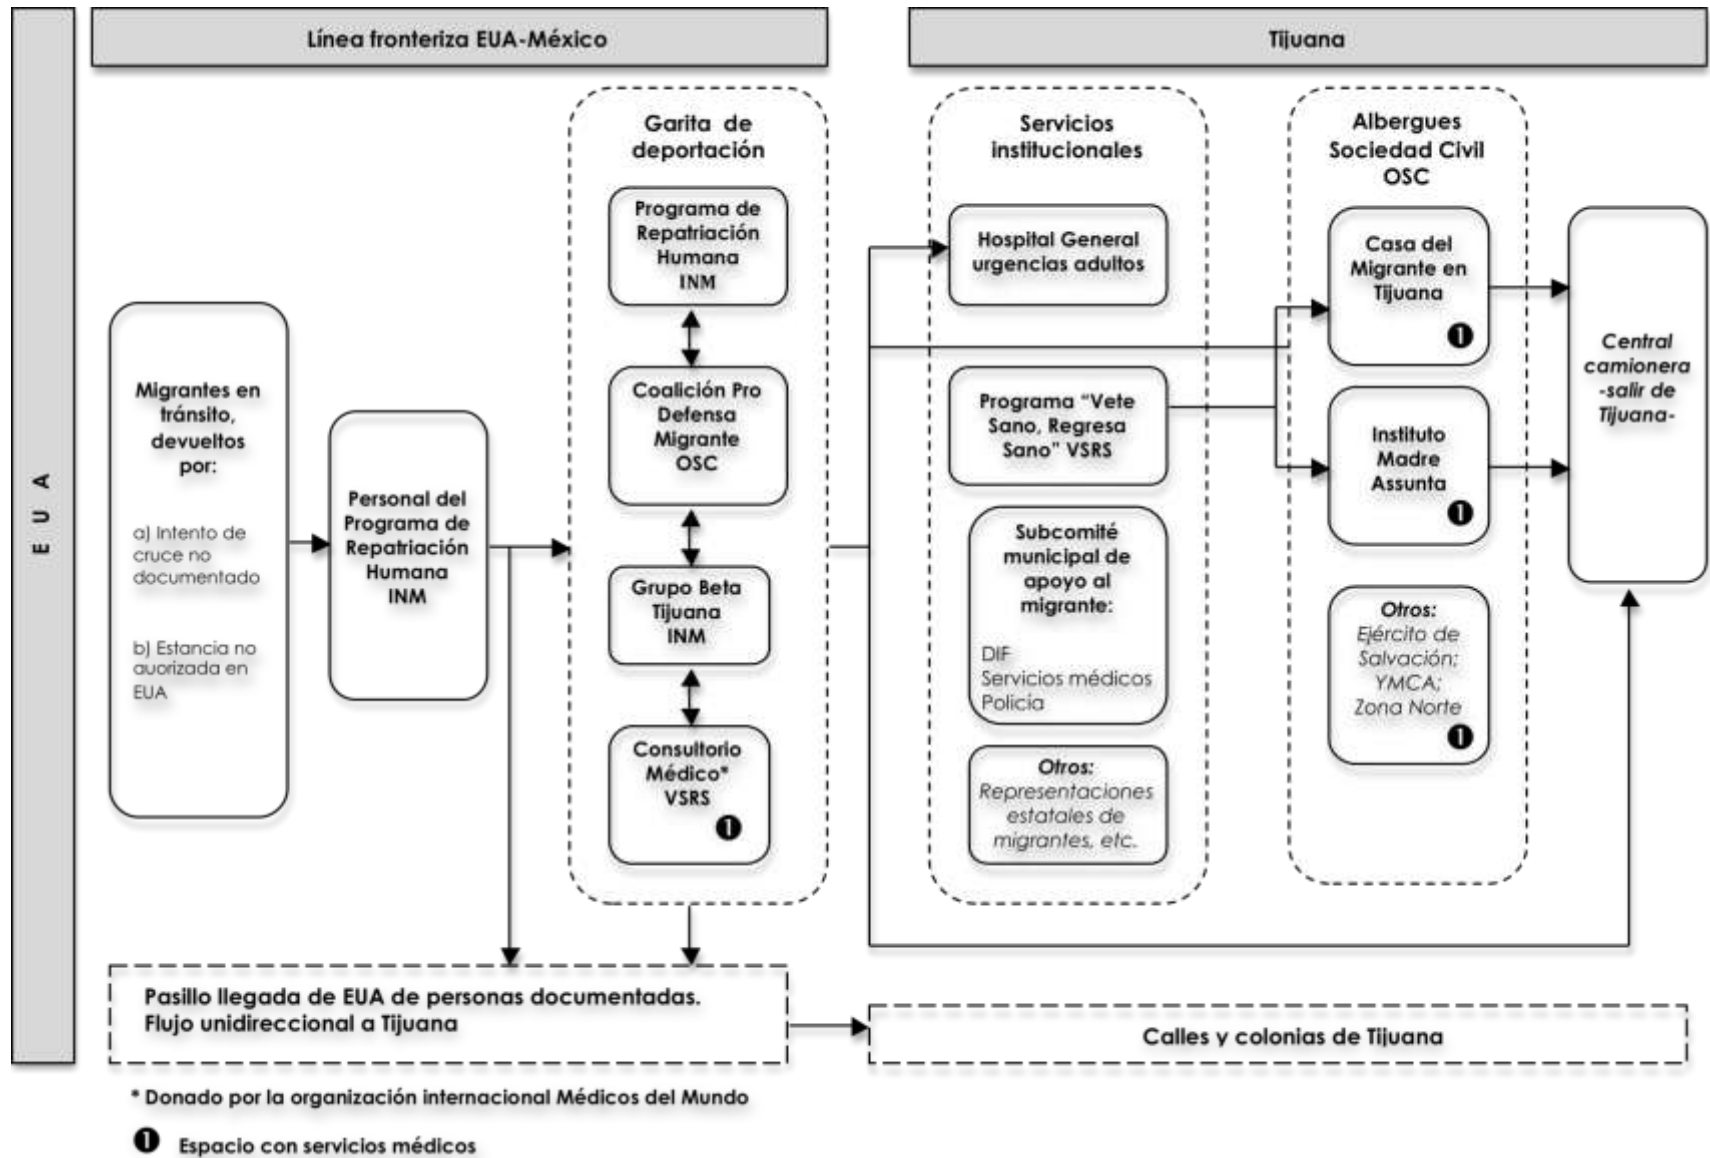 E U A
Línea fronteriza EUA-México
Tijuana
Migrantes en
tránsito,
devueltos
por:
a) Intento de
cruce no
documentado
b) Estancia no
auorizada en
EUA
Personal del
Programa de
Repatriación
Humana
INM
Garita de
deportación
Programa de
Repatriación
Humana
INM
Coalición Pro
Defensa
Migrante
OSC
Grupo Beta
Tijuana
INM
Consultorio
Médico*
VSRS
1
Servicios
institucionales
Hospital General
urgencias adultos
Programa “Vete
Sano, Regresa
Sano” VSRS
Subcomité
municipal de
apoyo al
migrante:
DIF
Servicios médicos
Policía
Otros:
Representaciones
estatales de
migrantes, etc.
Albergues
Sociedad Civil
OSC
Casa del
Migrante en
Tijuana
1
Instituto
Madre
Assunta
1
Otros:
Ejército de
Salvación;
YMCA;
Zona Norte
1
Central
camionera
-salir de
Tijuana-
Pasillo llegada de EUA de personas documentadas.
Flujo unidireccional a Tijuana
Calles y colonias de Tijuana
* Donado por la organización internacional Médicos del Mundo
1 Espacio con servicios médicos